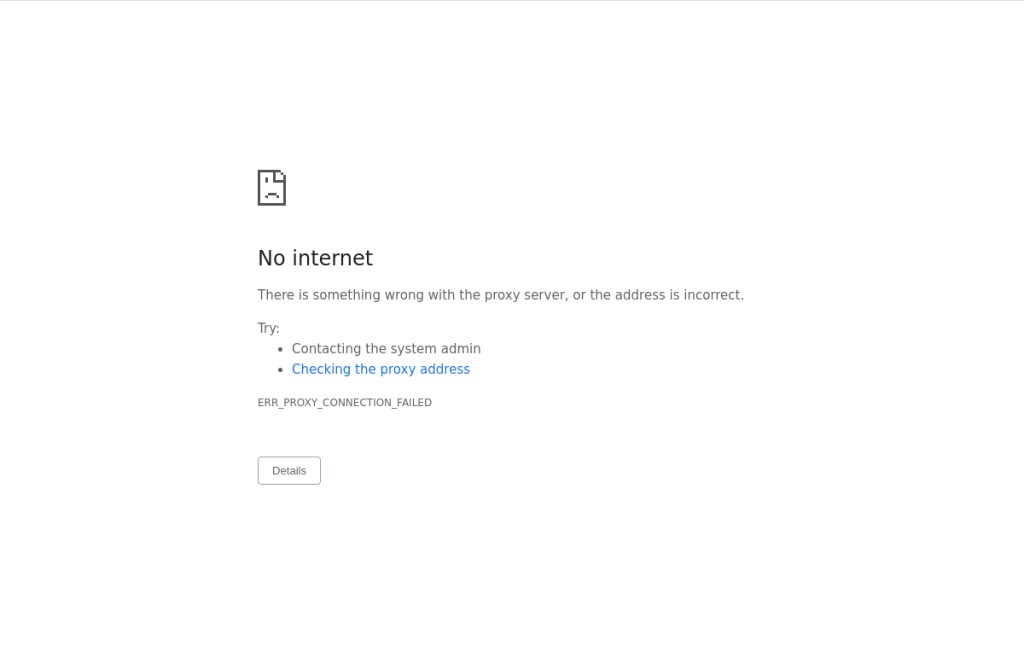 No internet
There is something wrong with the proxy server, or the address is incorrect.
Try:
• Contacting the system admin
• Checking the proxy address
ERR_PROXY_CONNECTION_FAILED
Details